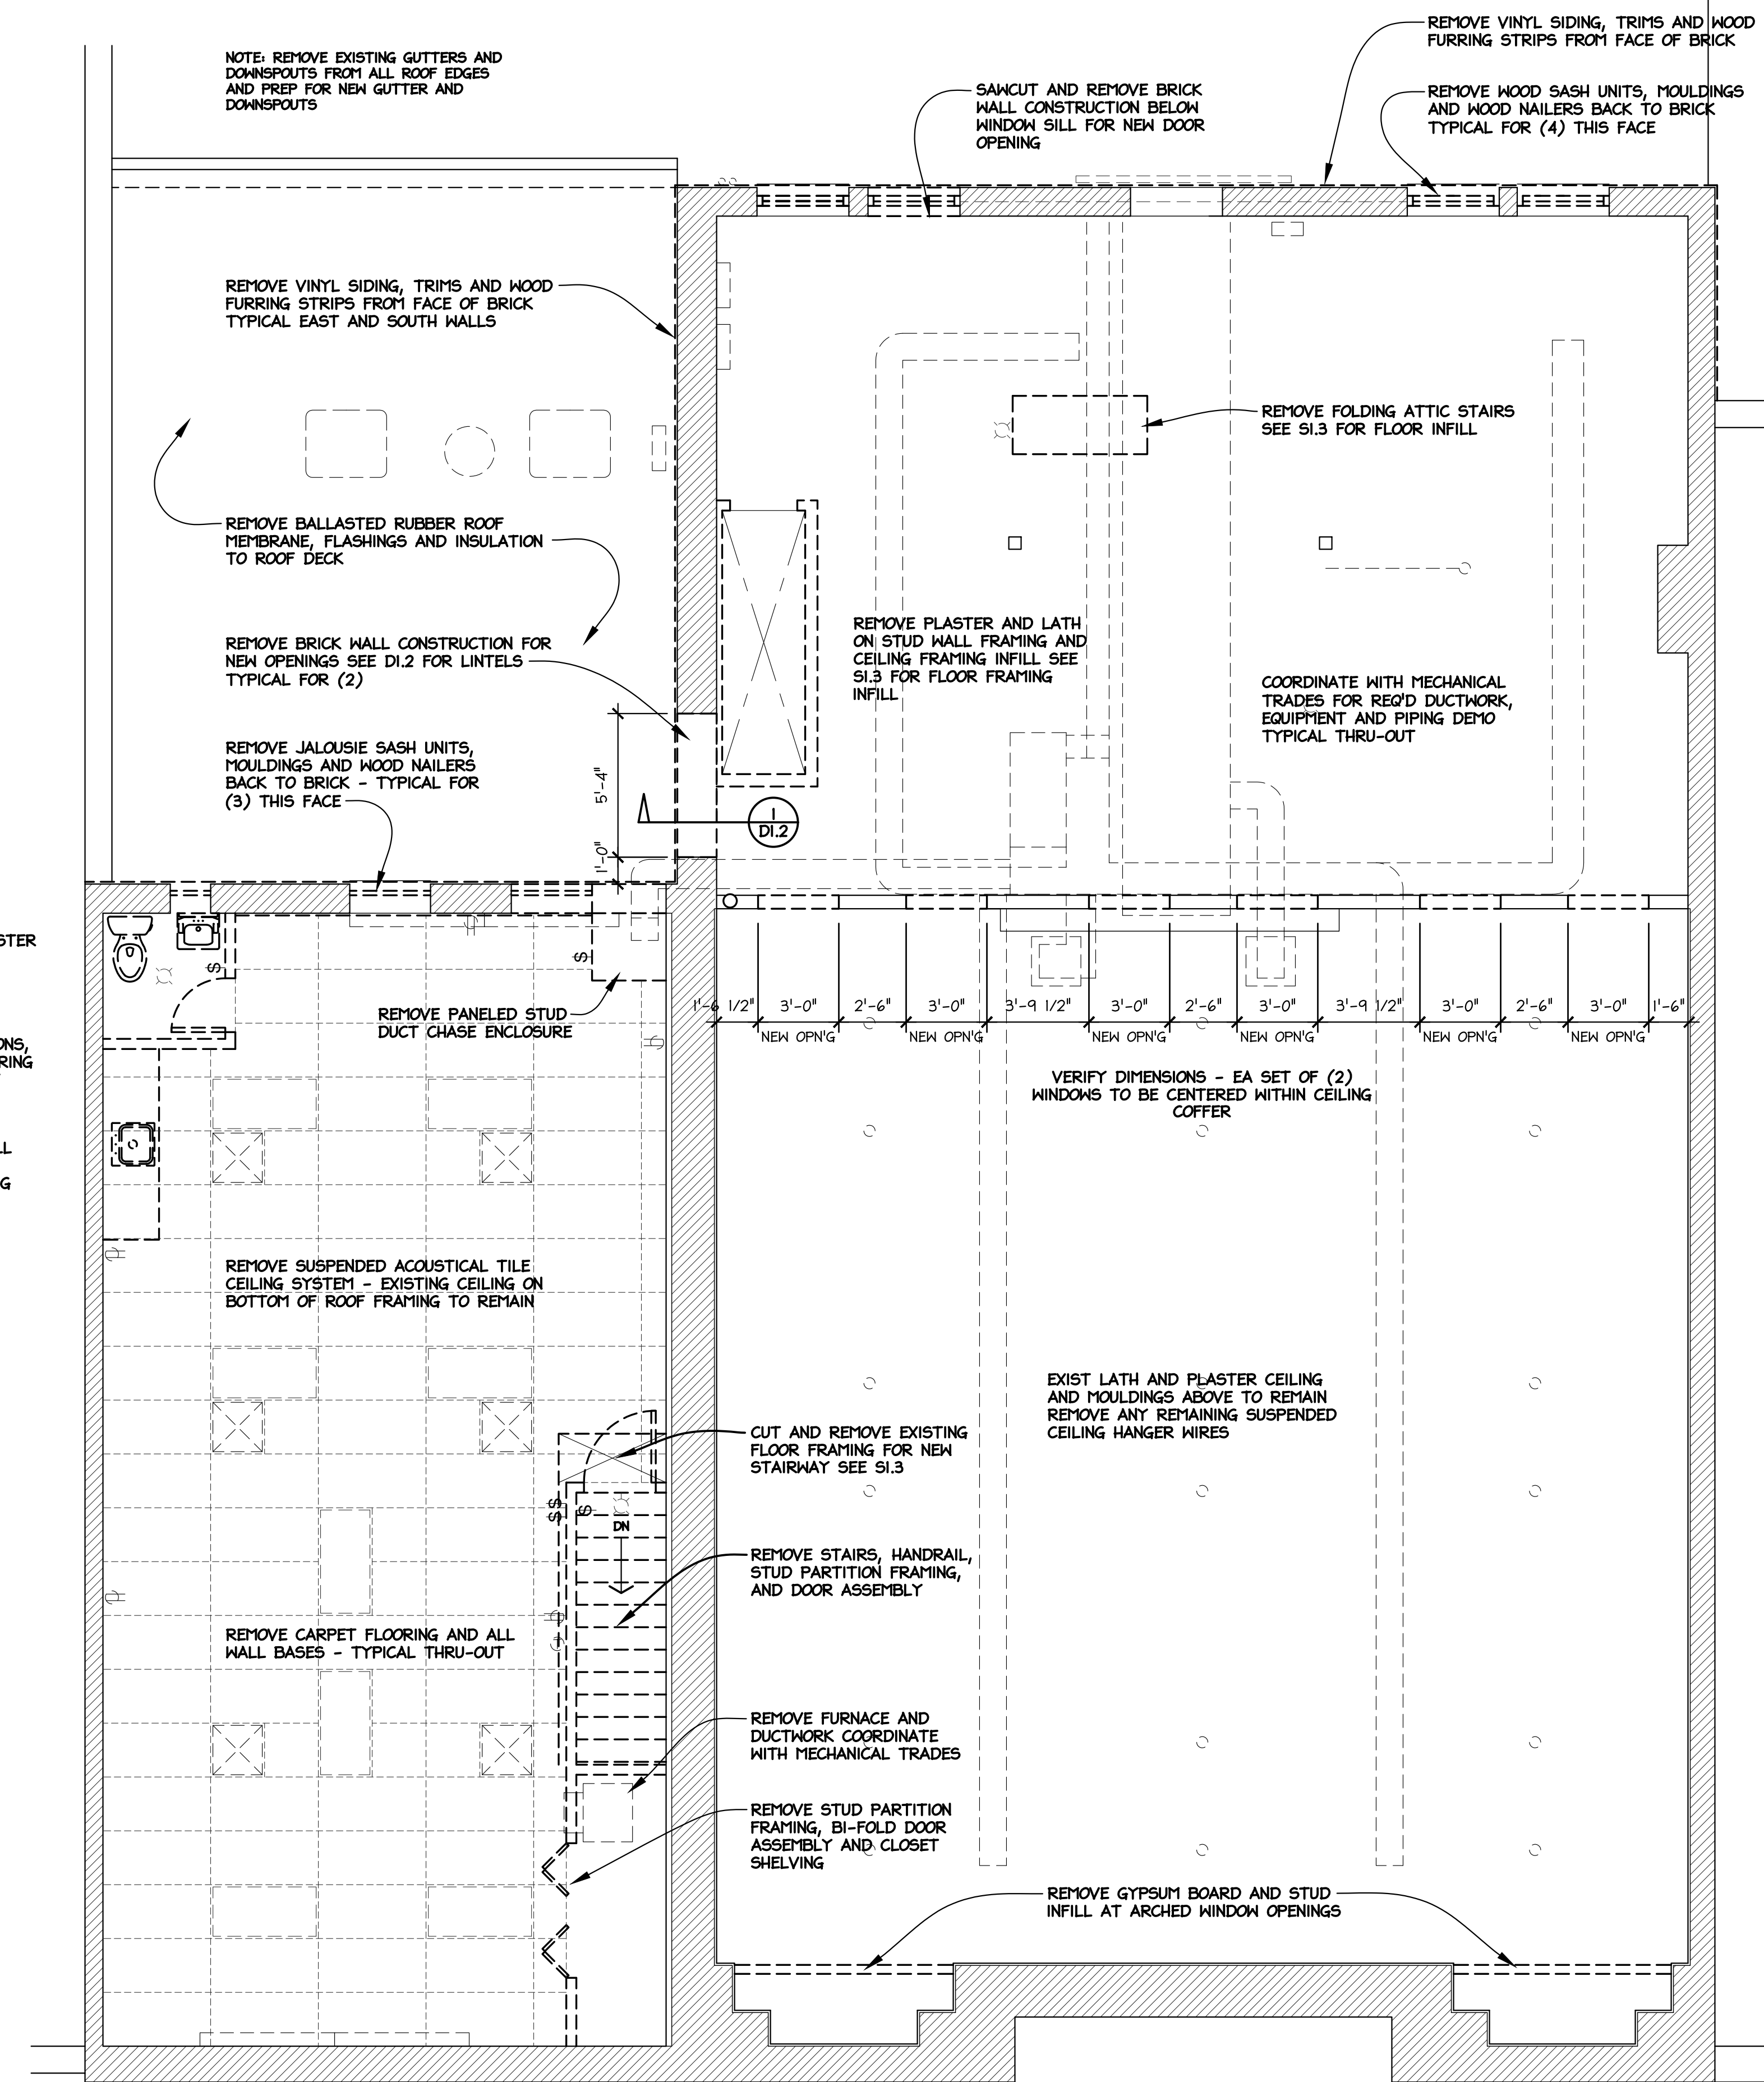 NOTE: REMOVE EXISTING GUTTERS AND
DOWNSPOUTS FROM ALL ROOF EDGES
AND PREP FOR NEW GUTTER AND
DOWNSPOUTS
SAWCUT AND REMOVE BRICK
WALL CONSTRUCTION BELOW
WINDOW SILL FOR NEW DOOR
OPENING
REMOVE VINYL SIDING, TRIMS AND WOOD
FURRING STRIPS FROM FACE OF BRICK
REMOVE WOOD SASH UNITS, MOULDINGS
AND WOOD NAILERS BACK TO BRICK
TYPICAL FOR (4) THIS FACE
REMOVE VINYL SIDING, TRIMS AND WOOD
FURRING STRIPS FROM FACE OF BRICK
TYPICAL EAST AND SOUTH WALLS
REMOVE FOLDING ATTIC STAIRS
SEE S1.3 FOR FLOOR INFILL
REMOVE BALLASTED RUBBER ROOF
MEMBRANE, FLASHINGS AND INSULATION
TO ROOF DECK
REMOVE BRICK WALL CONSTRUCTION FOR
NEW OPENINGS SEE D1.2 FOR LINTELS
TYPICAL FOR (2)
REMOVE PLASTER AND LATH
ON STUD WALL FRAMING AND
CEILING FRAMING INFILL SEE
S1.3 FOR FLOOR FRAMING
INFILL
COORDINATE WITH MECHANICAL
TRADES FOR REQ'D DUCTWORK,
EQUIPMENT AND PIPING DEMO
TYPICAL THRU-OUT
REMOVE JALOUSIE SASH UNITS,
MOULDINGS AND WOOD NAILERS
BACK TO BRICK - TYPICAL FOR
(3) THIS FACE
5'-4"
1'-0"
1
D1.2
STER
ONS,
RING
LL
G
S
S
REMOVE PANELED STUD
DUCT CHASE ENCLOSURE
1'-6 1/2" 3'-0" 2'-6" 3'-0" 3'-9 1/2" 3'-0" 2'-6" 3'-0" 3'-9 1/2" 3'-0" 2'-6" 3'-0" 1'-6"
NEW OPN'G NEW OPN'G NEW OPN'G NEW OPN'G NEW OPN'G NEW OPN'G
VERIFY DIMENSIONS - EA SET OF (2)
WINDOWS TO BE CENTERED WITHIN CEILING
COFFER
REMOVE SUSPENDED ACOUSTICAL TILE
CEILING SYSTEM - EXISTING CEILING ON
BOTTOM OF ROOF FRAMING TO REMAIN
EXIST LATH AND PLASTER CEILING
AND MOULDINGS ABOVE TO REMAIN
REMOVE ANY REMAINING SUSPENDED
CEILING HANGER WIRES
CUT AND REMOVE EXISTING
FLOOR FRAMING FOR NEW
STAIRWAY SEE S1.3
SS
S
DN
REMOVE STAIRS, HANDRAIL,
STUD PARTITION FRAMING,
AND DOOR ASSEMBLY
REMOVE CARPET FLOORING AND ALL
WALL BASES - TYPICAL THRU-OUT
REMOVE FURNACE AND
DUCTWORK COORDINATE
WITH MECHANICAL TRADES
REMOVE STUD PARTITION
FRAMING, BI-FOLD DOOR
ASSEMBLY AND CLOSET
SHELVING
REMOVE GYPSUM BOARD AND STUD
INFILL AT ARCHED WINDOW OPENINGS